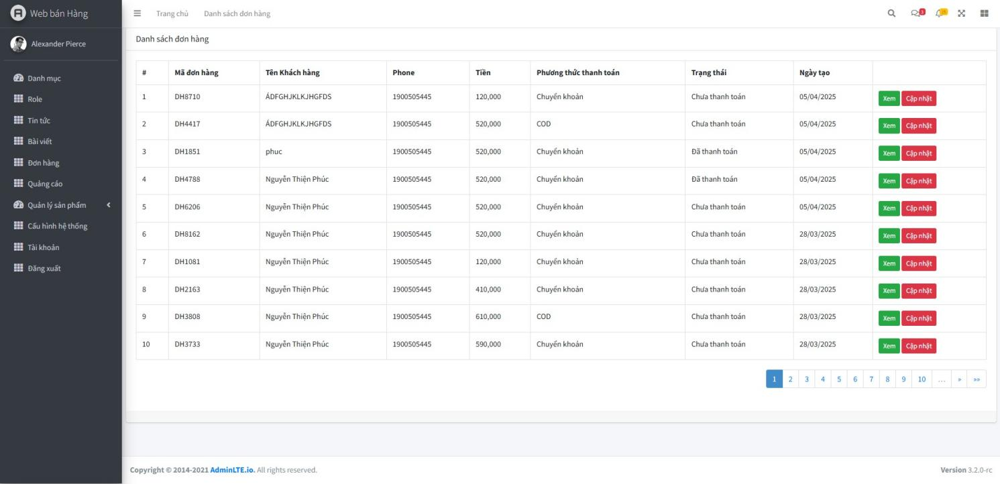 Web bán Hàng
Trang chủ Danh sách đơn hàng
3 15
Alexander Pierce
Danh mục
Role
Tin tức
Bài viết
Đơn hàng
Quảng cáo
Quản lý sản phẩm
Cấu hình hệ thống
Tài khoản
Đăng xuất
Danh sách đơn hàng
# Mã đơn hàng Tên Khách hàng Phone Tiền Phương thức thanh toán Trạng thái Ngày tạo
1 DH8710 ÁDFGHJKLKJHGFDS 1900505445 120,000 Chuyển khoản Chưa thanh toán 05/04/2025 Xem Cập nhật
2 DH4417 ÁDFGHJKLKJHGFDS 1900505445 520,000 COD Chưa thanh toán 05/04/2025 Xem Cập nhật
3 DH1851 phuc 1900505445 520,000 Chuyển khoản Đã thanh toán 05/04/2025 Xem Cập nhật
4 DH4788 Nguyễn Thiện Phúc 1900505445 520,000 Chuyển khoản Đã thanh toán 05/04/2025 Xem Cập nhật
5 DH6206 Nguyễn Thiện Phúc 1900505445 520,000 Chuyển khoản Chưa thanh toán 05/04/2025 Xem Cập nhật
6 DH8162 Nguyễn Thiện Phúc 1900505445 520,000 Chuyển khoản Chưa thanh toán 28/03/2025 Xem Cập nhật
7 DH1081 Nguyễn Thiện Phúc 1900505445 120,000 Chuyển khoản Chưa thanh toán 28/03/2025 Xem Cập nhật
8 DH2163 Nguyễn Thiện Phúc 1900505445 410,000 Chuyển khoản Chưa thanh toán 28/03/2025 Xem Cập nhật
9 DH3808 Nguyễn Thiện Phúc 1900505445 610,000 COD Chưa thanh toán 28/03/2025 Xem Cập nhật
10 DH3733 Nguyễn Thiện Phúc 1900505445 590,000 Chuyển khoản Chưa thanh toán 28/03/2025 Xem Cập nhật
1 2 3 4 5 6 7 8 9 10 ... » »»
Copyright © 2014-2021 AdminLTE.io. All rights reserved. Version 3.2.0-rc